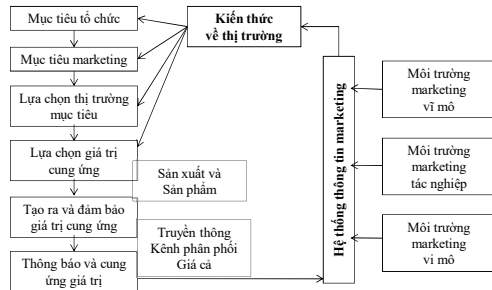 Mục tiêu tổ chức
Mục tiêu marketing
Lựa chọn thị trường
mục tiêu
Lựa chọn giá trị
cung ứng
Tạo ra và đảm bảo
giá trị cung ứng
Thông báo và cung
ứng giá trị
Kiến thức
về thị trường
Sản xuất và
Sản phẩm
Truyền thông
Kênh phân phối
Giá cả
Hệ thống thông tin marketing
Môi trường
marketing
vĩ mô
Môi trường
marketing
tác nghiệp
Môi trường
marketing
vi mô